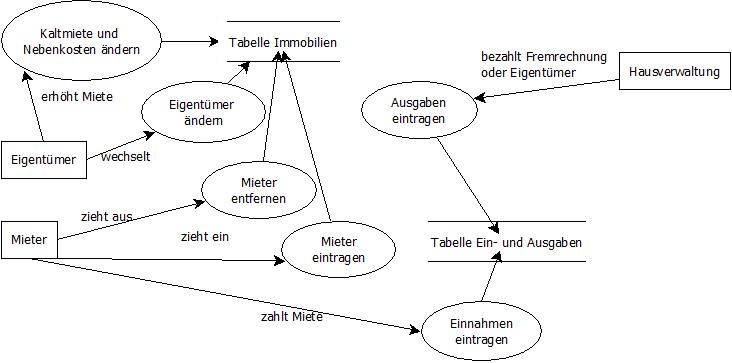 Kaltmiete und
Nebenkosten ändern
Tabelle Immobilien
bezahlt Fremrechnung
oder Eigentümer
Hausverwaltung
erhöht Miete
Eigentümer
ändern
Ausgaben
eintragen
Eigentümer
wechselt
Mieter
entfernen
zieht aus
Mieter
zieht ein
Mieter
eintragen
Tabelle Ein- und Ausgaben
zahlt Miete
Einnahmen
eintragen